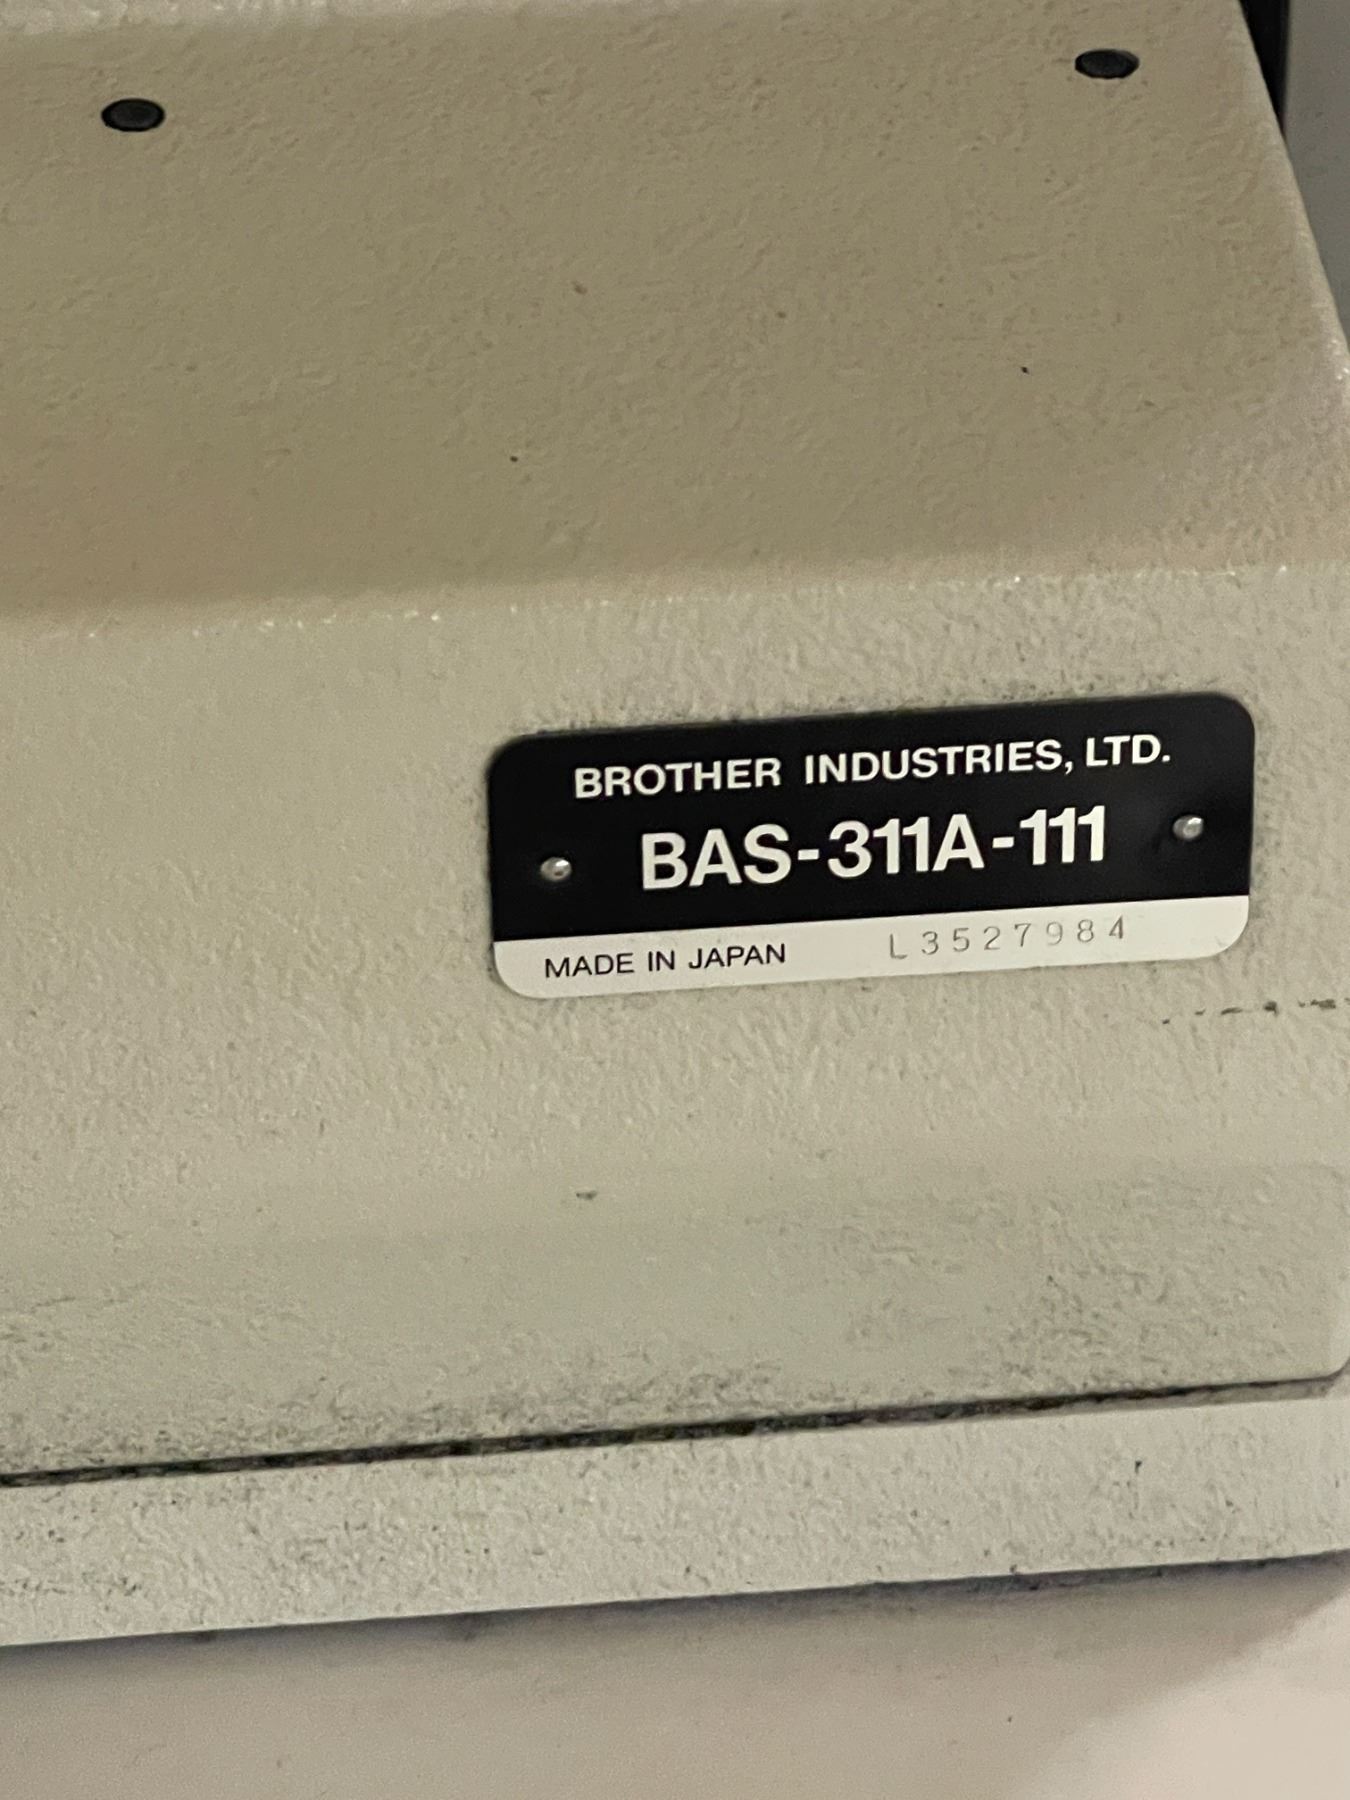 BROTHER INDUSTRIES, LTD.
BAS-311A-111
MADE IN JAPAN L3527984